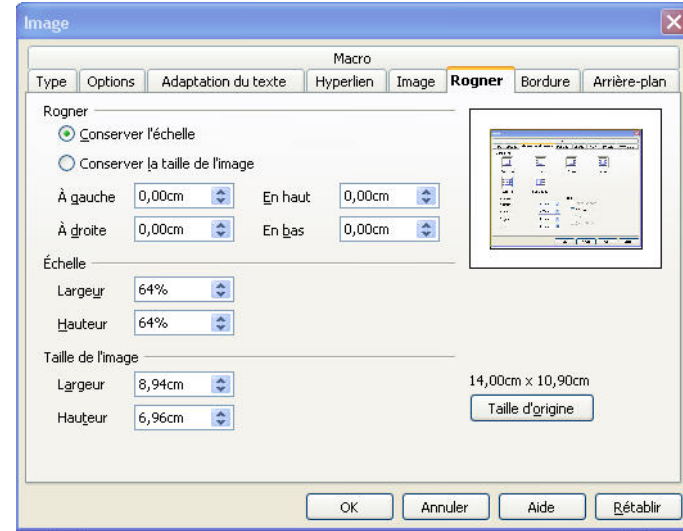 Image
Macro
Type Options Adaptation du texte Hyperlien Image Rogner Bordure Arrière-plan
Rogner
Conserver l'échelle
Conserver la taille de l'image
À gauche 0,00cm En haut 0,00cm
À droite 0,00cm En bas 0,00cm
Échelle
Largeur 64%
Hauteur 64%
Taille de l'image
Largeur 8,94cm 14,00cm x 10,90cm
Hauteur 6,96cm Taille d'origine
OK Annuler Aide Rétablir